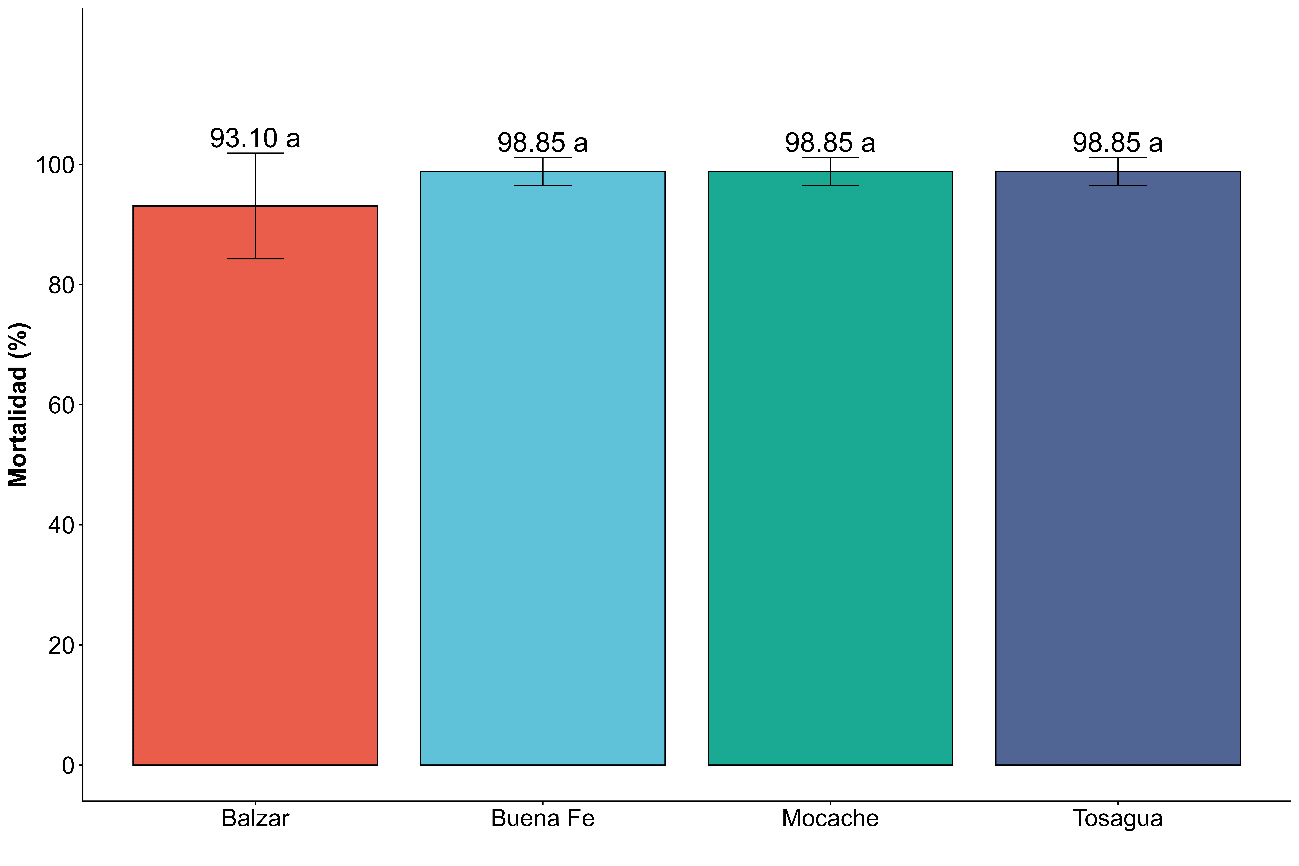 93.10 a
98.85 a
98.85 a
98.85 a
100
80
60
40
20
0
Mortalidad (%)
Balzar
Buena Fe
Mocache
Tosagua